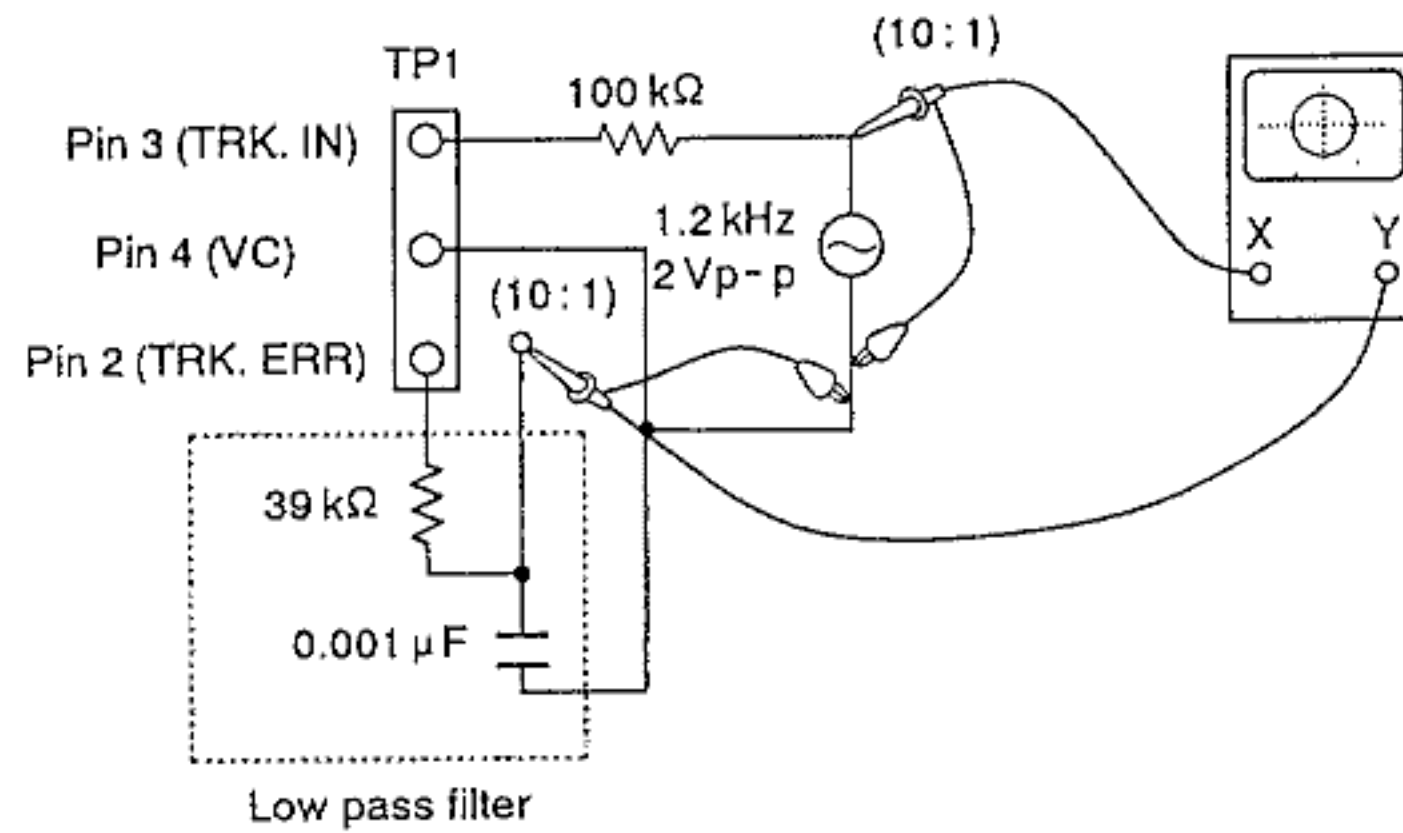 (10 : 1)
TP1
100 kΩ
Pin 3 (TRK. IN)
1.2 kHz
2 Vp - p
X
Y
Pin 4 (VC)
(10 : 1)
Pin 2 (TRK. ERR)
39 kΩ
0.001 µF
Low pass filter